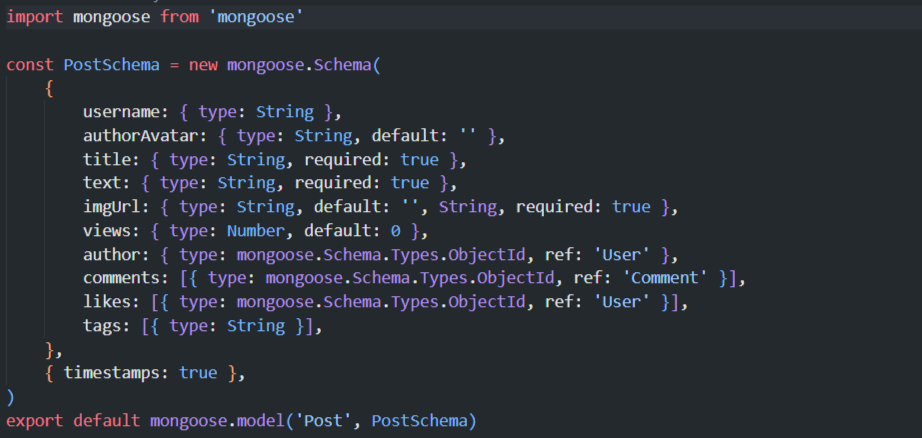 import mongoose from 'mongoose'
const PostSchema = new mongoose.Schema(
{
username: { type: String },
authorAvatar: { type: String, default: '' },
title: { type: String, required: true },
text: { type: String, required: true },
imgUrl: { type: String, default: '', String, required: true },
views: { type: Number, default: 0 },
author: { type: mongoose.Schema.Types.ObjectId, ref: 'User' },
comments: [{ type: mongoose.Schema.Types.ObjectId, ref: 'Comment' }],
likes: [{ type: mongoose.Schema.Types.ObjectId, ref: 'User' }],
tags: [{ type: String }],
},
{ timestamps: true },
)
export default mongoose.model('Post', PostSchema)